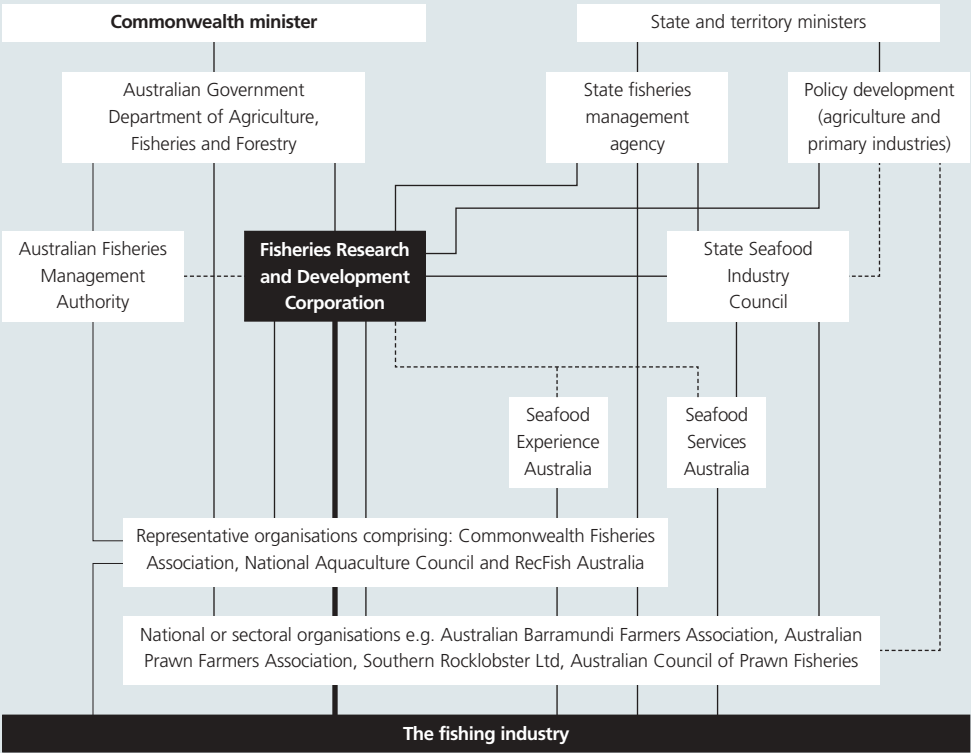 Commonwealth minister
State and territory ministers
Australian Government
Department of Agriculture,
Fisheries and Forestry
State fisheries
management
agency
Policy development
(agriculture and
primary industries)
Australian Fisheries
Management
Authority
Fisheries Research
and Development
Corporation
State Seafood
Industry
Council
Seafood
Experience
Australia
Seafood
Services
Australia
Representative organisations comprising: Commonwealth Fisheries
Association, National Aquaculture Council and RecFish Australia
National or sectoral organisations e.g. Australian Barramundi Farmers Association, Australian
Prawn Farmers Association, Southern Rocklobster Ltd, Australian Council of Prawn Fisheries
The fishing industry